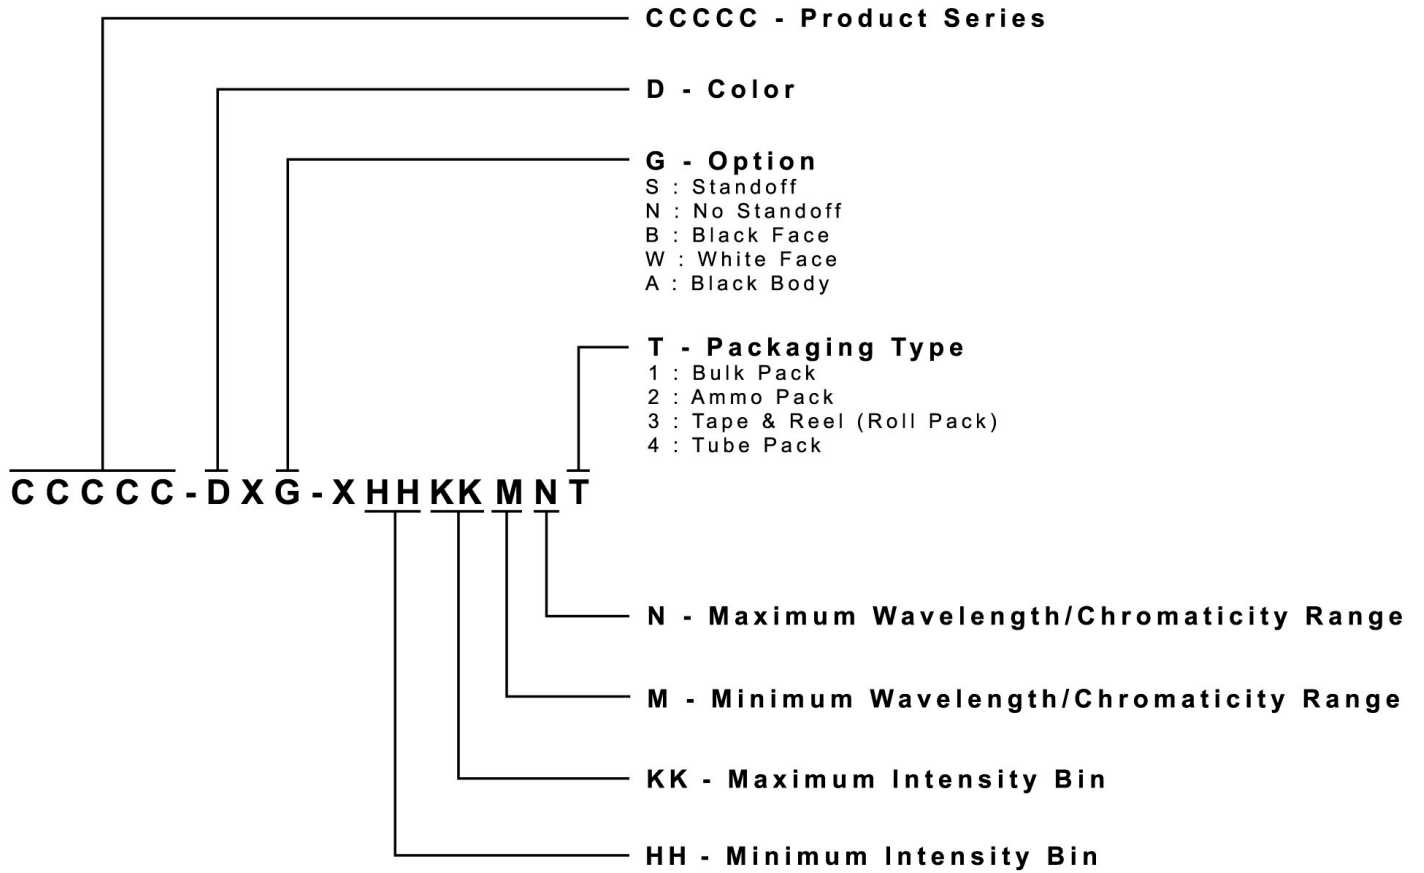 CCCCC - Product Series
D - Color
G - Option
S : Standoff
N : No Standoff
B : Black Face
W : White Face
A : Black Body
T - Packaging Type
1 : Bulk Pack
2 : Ammo Pack
3 : Tape & Reel (Roll Pack)
4 : Tube Pack
CCCCC-DXG-XHHKKMNT
N - Maximum Wavelength/Chromaticity Range
M - Minimum Wavelength/Chromaticity Range
KK - Maximum Intensity Bin
HH - Minimum Intensity Bin